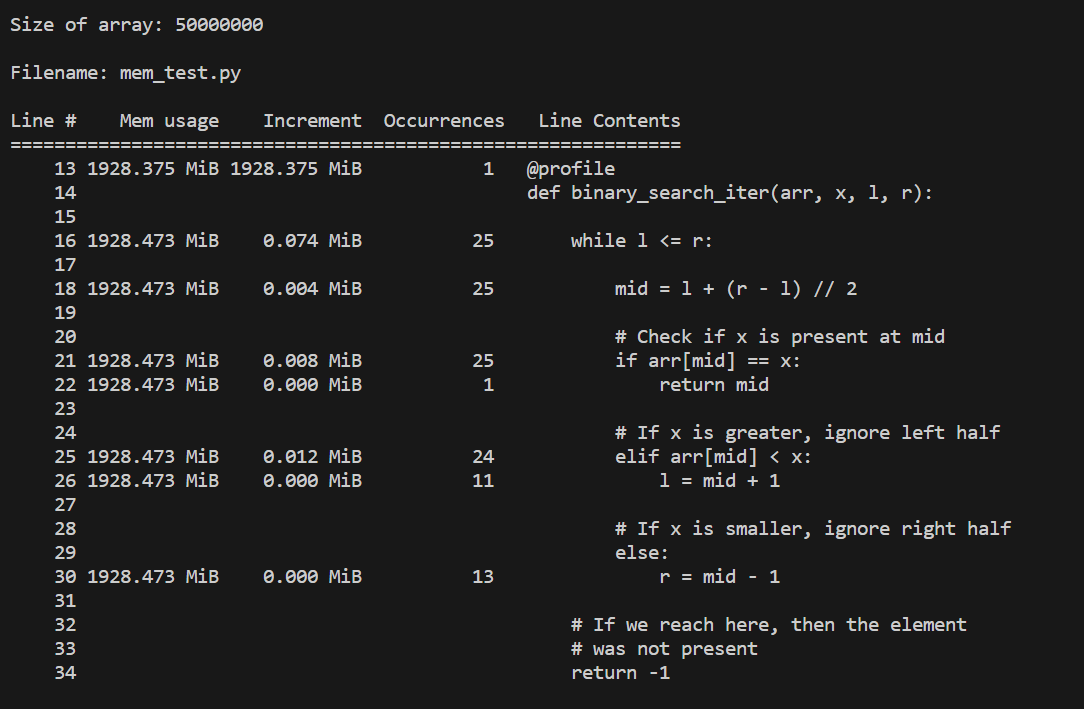 Size of array: 50000000
Filename: mem_test.py
Line #    Mem usage    Increment  Occurrences   Line Contents
=============================================================
    13 1928.375 MiB 1928.375 MiB           1   @profile
    14                                         def binary_search_iter(arr, x, l, r):
    15
    16 1928.473 MiB    0.074 MiB          25       while l <= r:
    17
    18 1928.473 MiB    0.004 MiB          25           mid = l + (r - l) // 2
    19
    20                                                 # Check if x is present at mid
    21 1928.473 MiB    0.008 MiB          25           if arr[mid] == x:
    22 1928.473 MiB    0.000 MiB           1               return mid
    23
    24                                                 # If x is greater, ignore left half
    25 1928.473 MiB    0.012 MiB          24           elif arr[mid] < x:
    26 1928.473 MiB    0.000 MiB          11               l = mid + 1
    27
    28                                                 # If x is smaller, ignore right half
    29                                                 else:
    30 1928.473 MiB    0.000 MiB          13               r = mid - 1
    31
    32                                             # If we reach here, then the element
    33                                             # was not present
    34                                             return -1